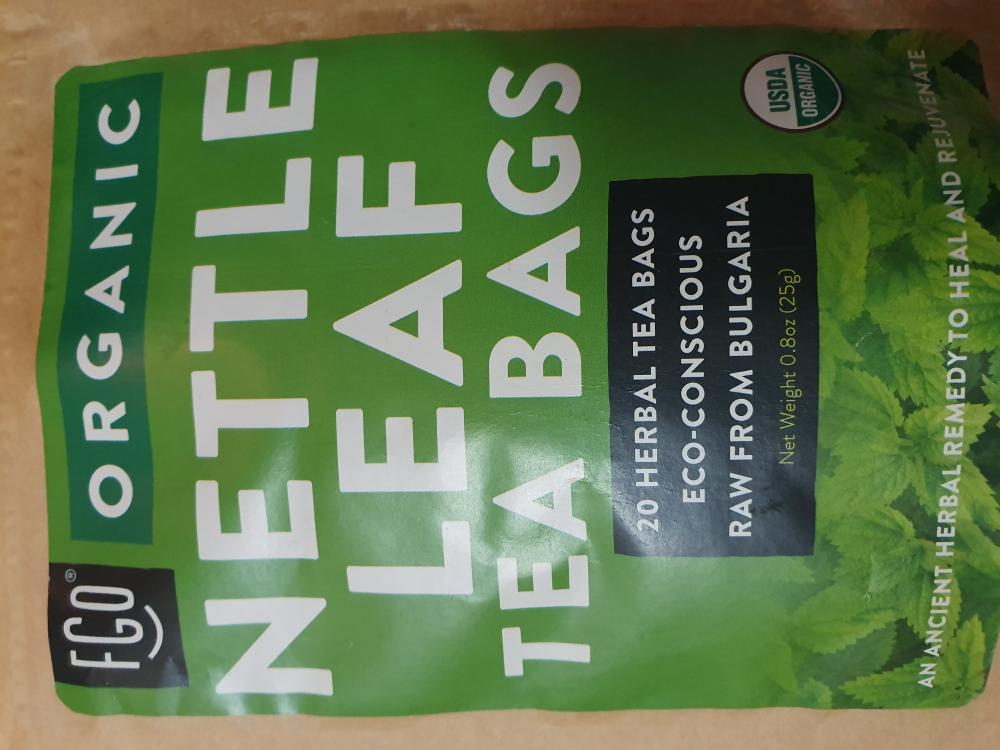 FGO®
ORGANIC
NETTLE
LEAF
TEA BAGS
20 HERBAL TEA BAGS
ECO-CONSCIOUS
RAW FROM BULGARIA
Net Weight 0.8oz (25g)
USDA
ORGANIC
AN ANCIENT HERBAL REMEDY TO HEAL AND REJUVENATE